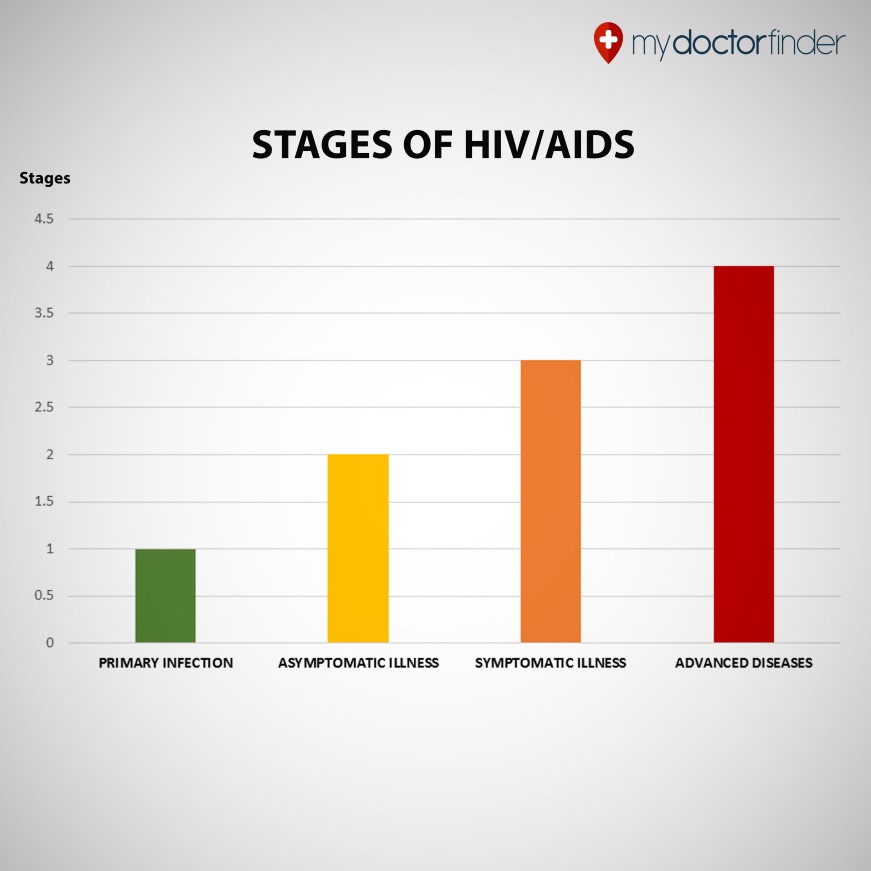 mydoctorfinder
STAGES OF HIV/AIDS
Stages
4.5
4
3.5
3
2.5
2
1.5
1
0.5
0
PRIMARY INFECTION ASYMPTOMATIC ILLNESS SYMPTOMATIC ILLNESS ADVANCED DISEASES